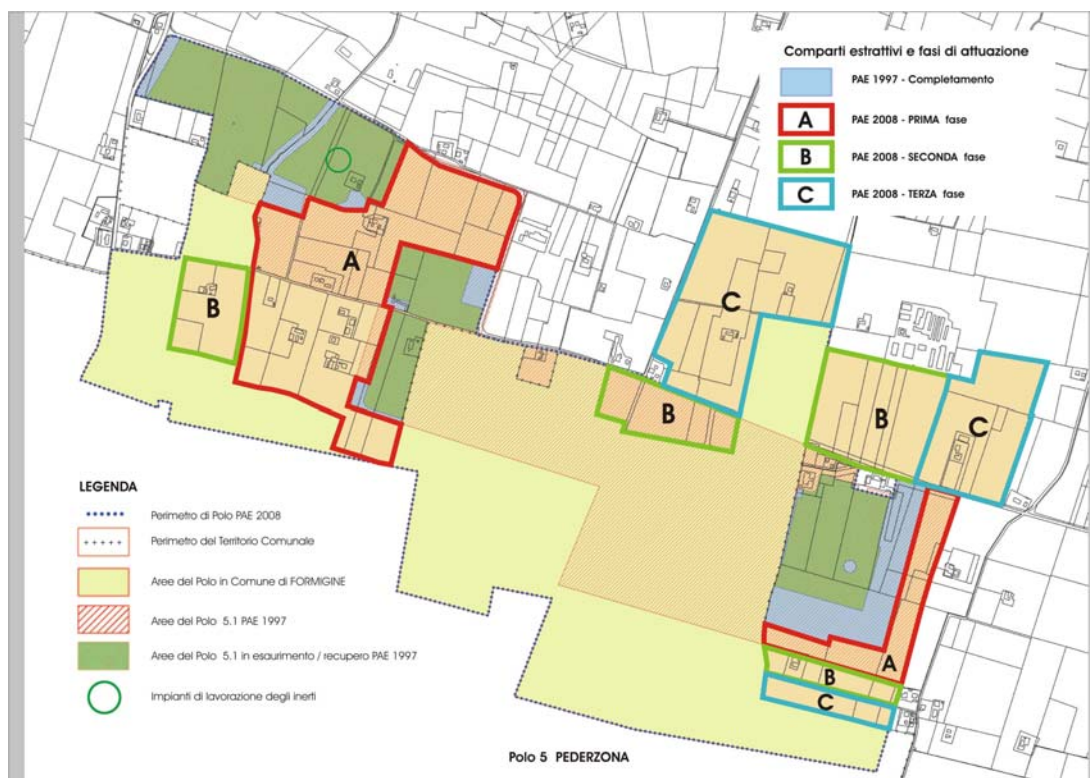 Comparti estrattivi e fasi di attuazione
PAE 1997 - Completamento
A PAE 2008 - PRIMA fase
B PAE 2008 - SECONDA fase
C PAE 2008 - TERZA fase
A
B
C
B
B
C
A
B
C
LEGENDA
Perimetro di Polo PAE 2008
Perimetro del Territorio Comunale
Aree del Polo in Comune di FORMIGINE
Aree del Polo 5.1 PAE 1997
Aree del Polo 5.1 in esaurimento / recupero PAE 1997
Impianti di lavorazione degli inerti
Polo 5 PEDERZONA